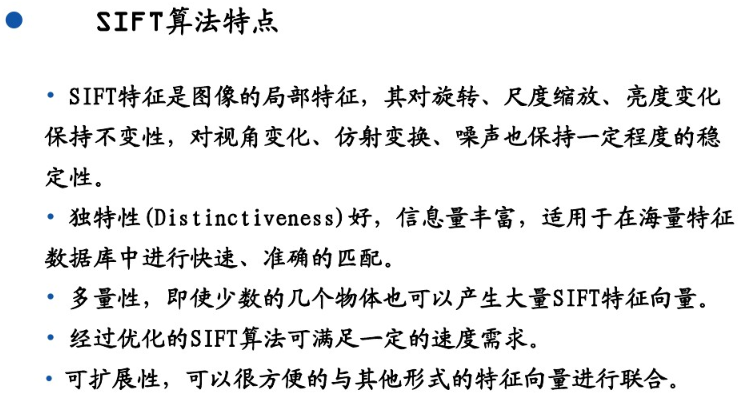 ● SIFT算法特点
• SIFT特征是图像的局部特征，其对旋转、尺度缩放、亮度变化
保持不变性，对视角变化、仿射变换、噪声也保持一定程度的稳
定性。
• 独特性(Distinctiveness)好，信息量丰富，适用于在海量特征
数据库中进行快速、准确的匹配。
• 多量性，即使少数的几个物体也可以产生大量SIFT特征向量。
• 经过优化的SIFT算法可满足一定的速度需求。
• 可扩展性，可以很方便的与其他形式的特征向量进行联合。